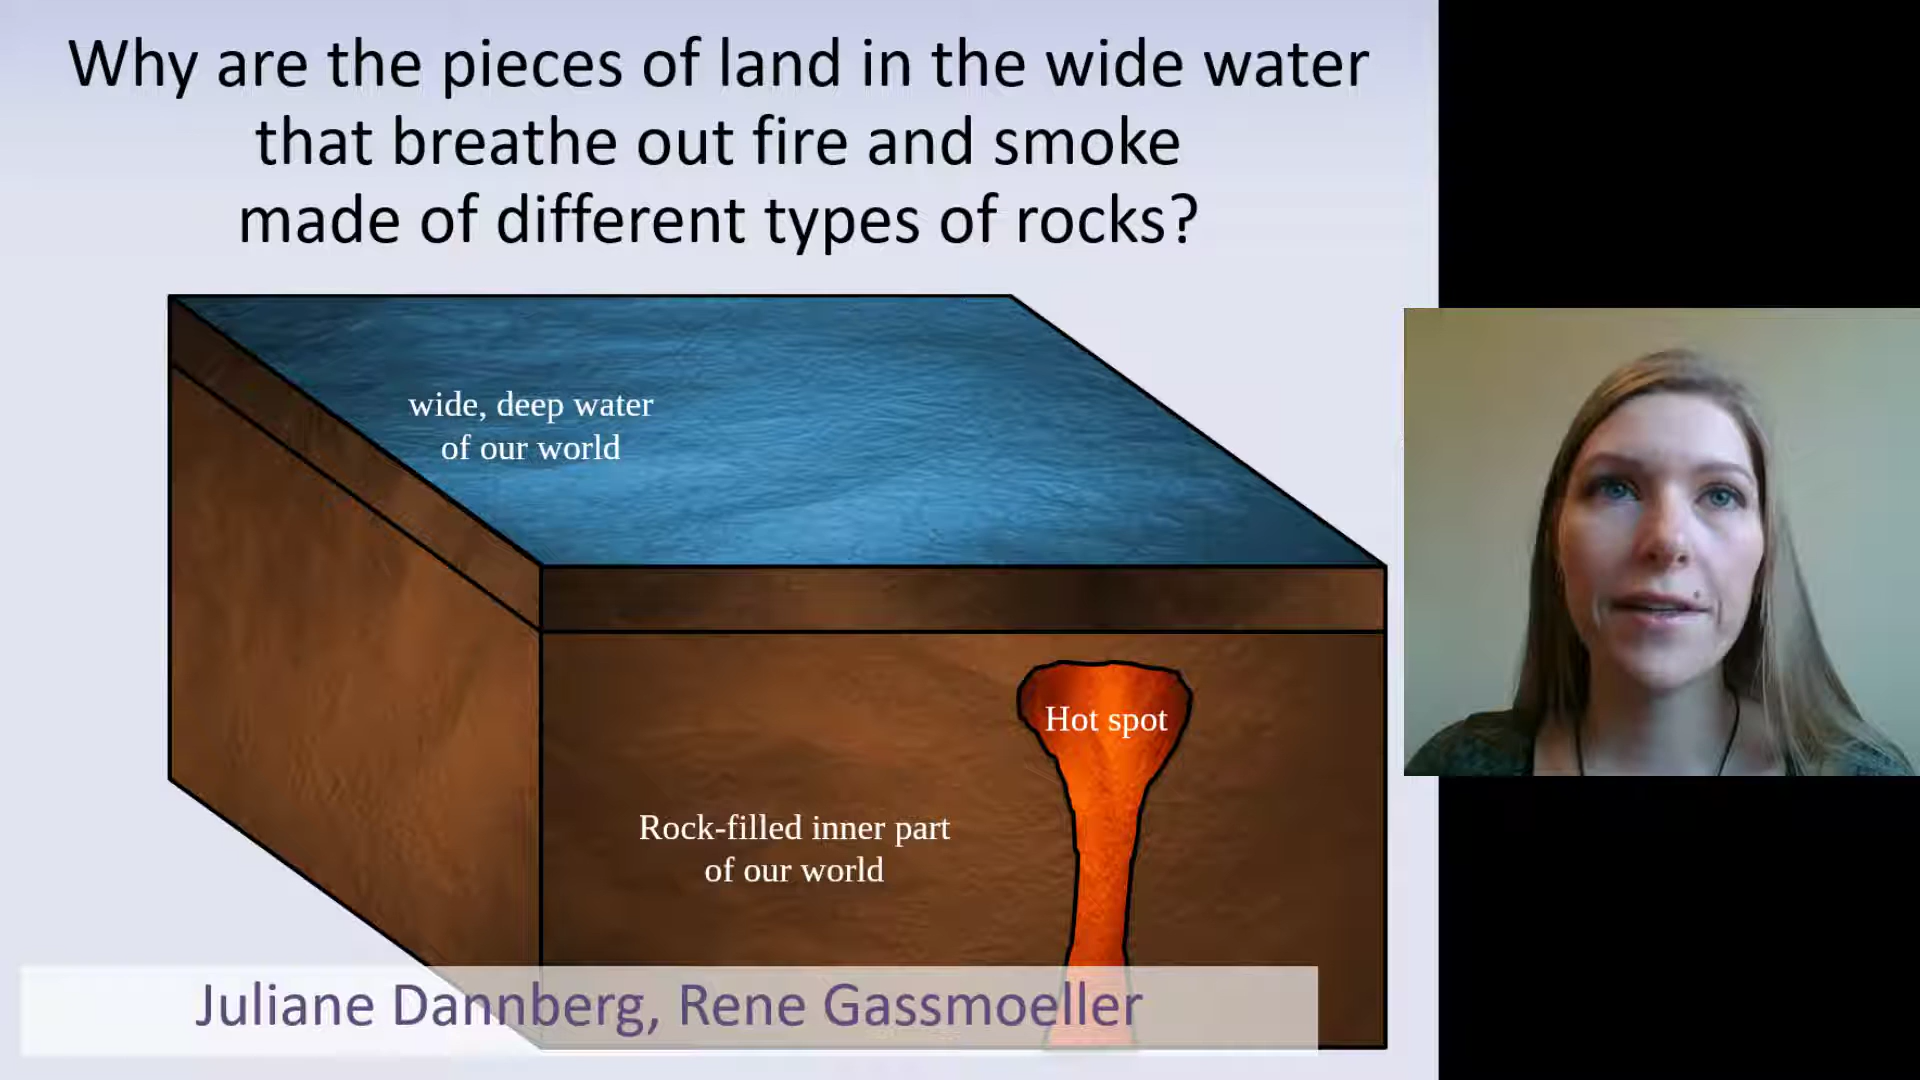 Why are the pieces of land in the wide water
that breathe out fire and smoke
made of different types of rocks?
wide, deep water
of our world
Hot spot
Rock-filled inner part
of our world
Juliane Dannberg, Rene Gassmoeller